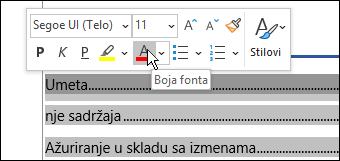 Segoe UI (Telo) 11 A A
P K P A Stilovi
Boja fonta
Umeta
nje sadržaja
Ažuriranje u skladu sa izmenama